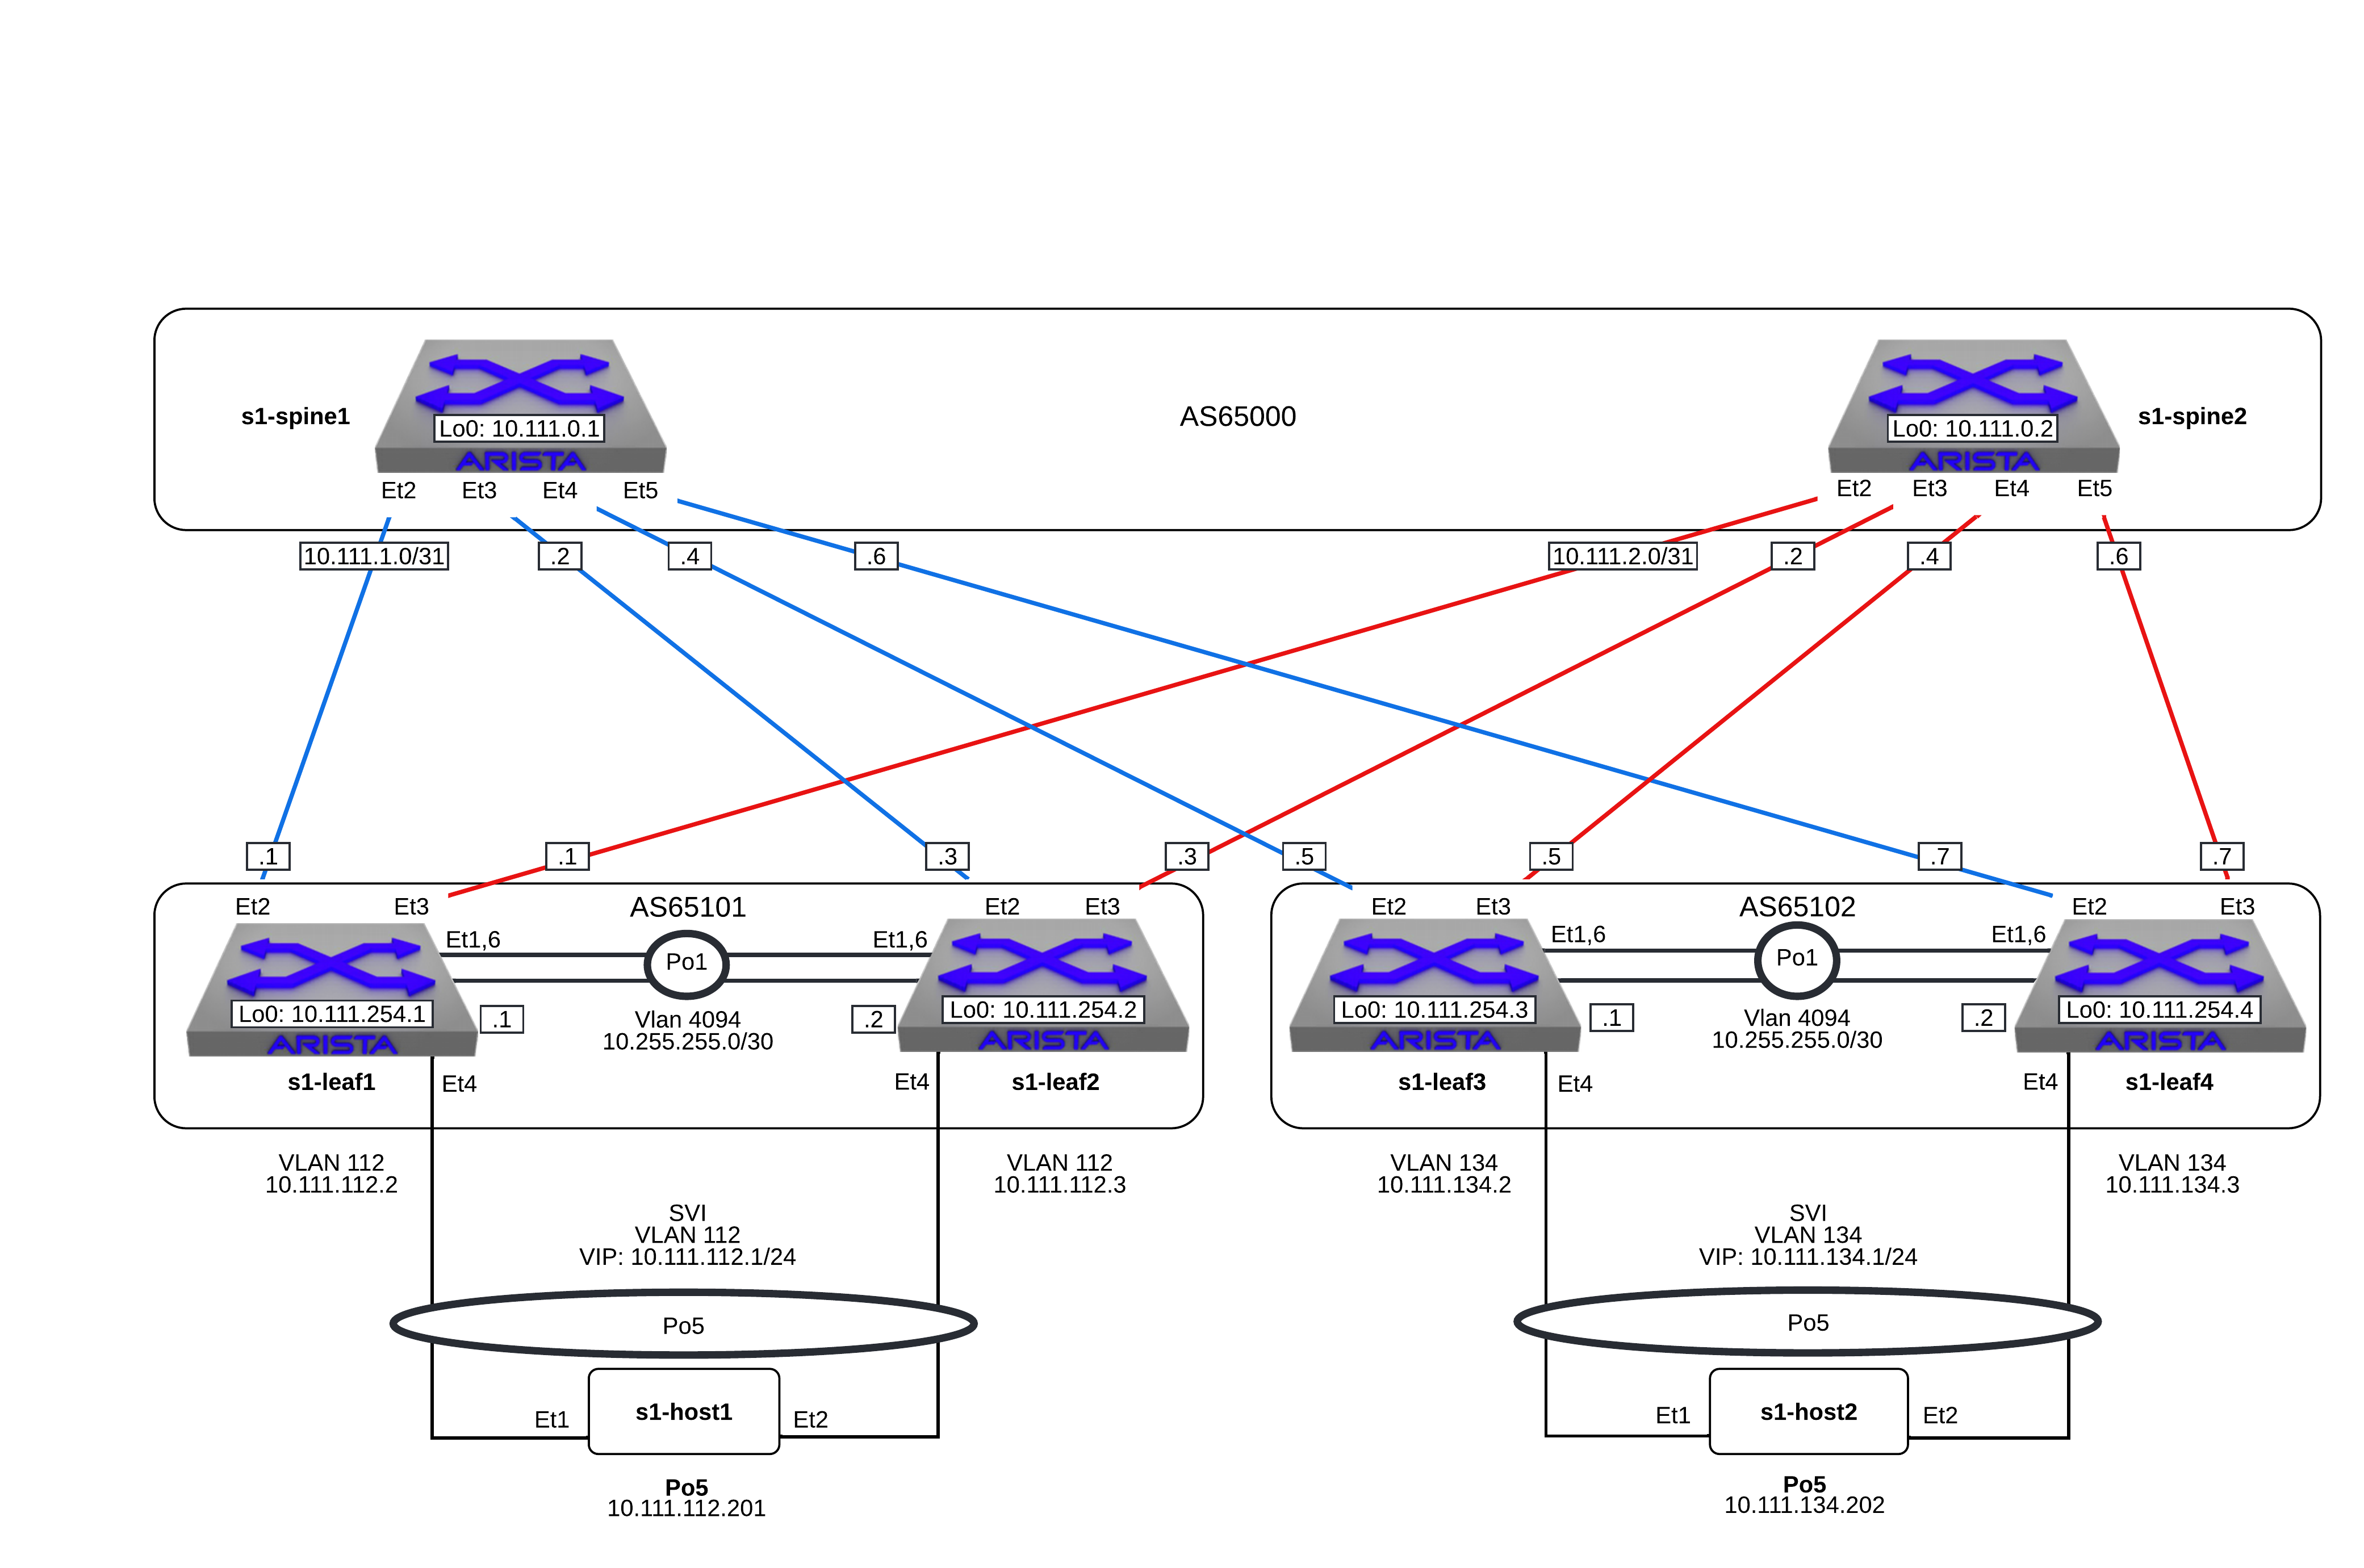 s1-spine1
Lo0: 10.111.0.1
ARISTA
AS65000
Lo0: 10.111.0.2
ARISTA
s1-spine2
Et2
Et3
Et4
Et5
Et2
Et3
Et4
Et5
10.111.1.0/31
.2
.4
.6
10.111.2.0/31
.2
.4
.6
.1
.1
.3
.3
.5
.5
.7
.7
Et2
Et3
AS65101
Et2
Et3
Et1,6
Po1
Et1,6
Lo0: 10.111.254.1
ARISTA
.1
Vlan 4094
10.255.255.0/30
.2
Lo0: 10.111.254.2
ARISTA
s1-leaf1
Et4
Et4
s1-leaf2
Et2
Et3
AS65102
Et2
Et3
Et1,6
Po1
Et1,6
Lo0: 10.111.254.3
ARISTA
.1
Vlan 4094
10.255.255.0/30
.2
Lo0: 10.111.254.4
ARISTA
s1-leaf3
Et4
Et4
s1-leaf4
VLAN 112
10.111.112.2
VLAN 112
10.111.112.3
VLAN 134
10.111.134.2
VLAN 134
10.111.134.3
SVI
VLAN 112
VIP: 10.111.112.1/24
SVI
VLAN 134
VIP: 10.111.134.1/24
Po5
Po5
Et1
s1-host1
Et2
Et1
s1-host2
Et2
Po5
10.111.112.201
Po5
10.111.134.202